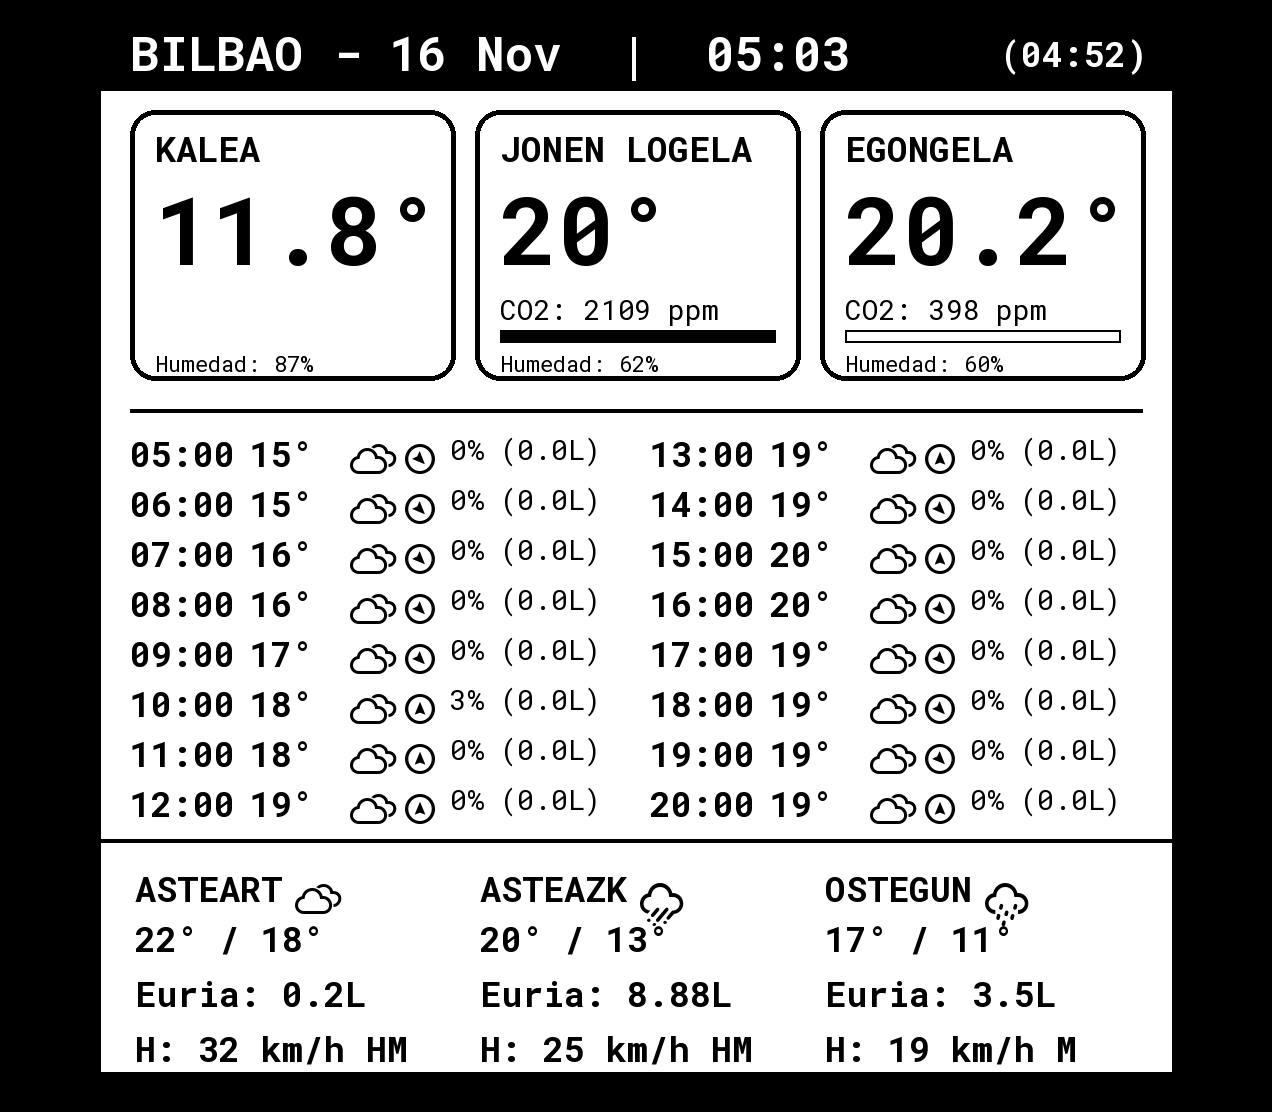 BILBAO - 16 Nov | 05:03 (04:52)
KALEA
11.8°
Humedad: 87%
JONEN LOGELA
20°
CO2: 2109 ppm
Humedad: 62%
EGONGELA
20.2°
CO2: 398 ppm
Humedad: 60%
05:00 15° 0% (0.0L)
06:00 15° 0% (0.0L)
07:00 16° 0% (0.0L)
08:00 16° 0% (0.0L)
09:00 17° 0% (0.0L)
10:00 18° 3% (0.0L)
11:00 18° 0% (0.0L)
12:00 19° 0% (0.0L)
13:00 19° 0% (0.0L)
14:00 19° 0% (0.0L)
15:00 20° 0% (0.0L)
16:00 20° 0% (0.0L)
17:00 19° 0% (0.0L)
18:00 19° 0% (0.0L)
19:00 19° 0% (0.0L)
20:00 19° 0% (0.0L)
ASTEART
22° / 18°
Euria: 0.2L
H: 32 km/h HM
ASTEAZK
20° / 13°
Euria: 8.88L
H: 25 km/h HM
OSTEGUN
17° / 11°
Euria: 3.5L
H: 19 km/h M